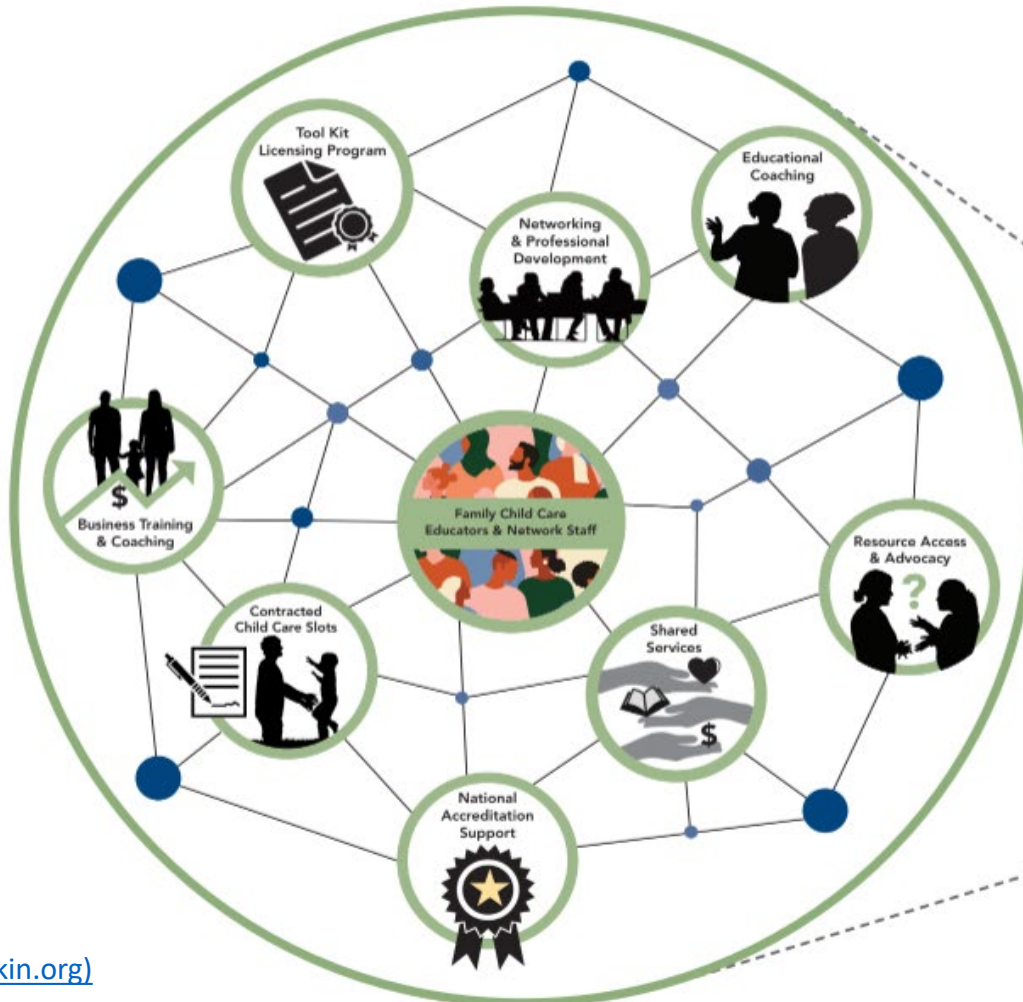 Tool Kit
Licensing Program
Educational
Coaching
Networking
& Professional
Development
$
Business Training
& Coaching
Family Child Care
Educators & Network Staff
Resource Access
& Advocacy
?
Contracted
Child Care Slots
Shared
Services
$
National
Accreditation
Support
kin.org)